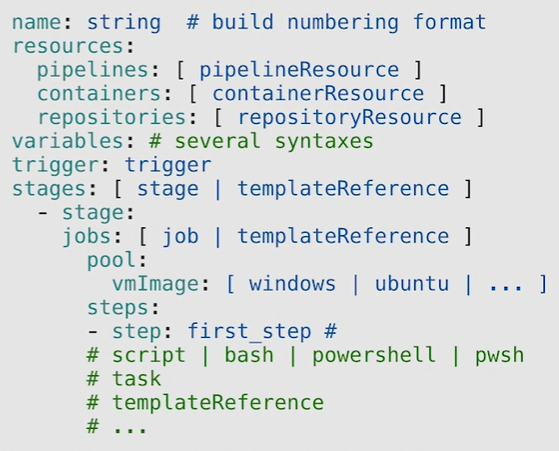 name: string  # build numbering format
resources:
  pipelines: [ pipelineResource ]
  containers: [ containerResource ]
  repositories: [ repositoryResource ]
variables: # several syntaxes
trigger: trigger
stages: [ stage | templateReference ]
  - stage:
    jobs: [ job | templateReference ]
      pool:
        vmImage: [ windows | ubuntu | ... ]
      steps:
      - step: first_step #
      # script | bash | powershell | pwsh
      # task
      # templateReference
      # ...